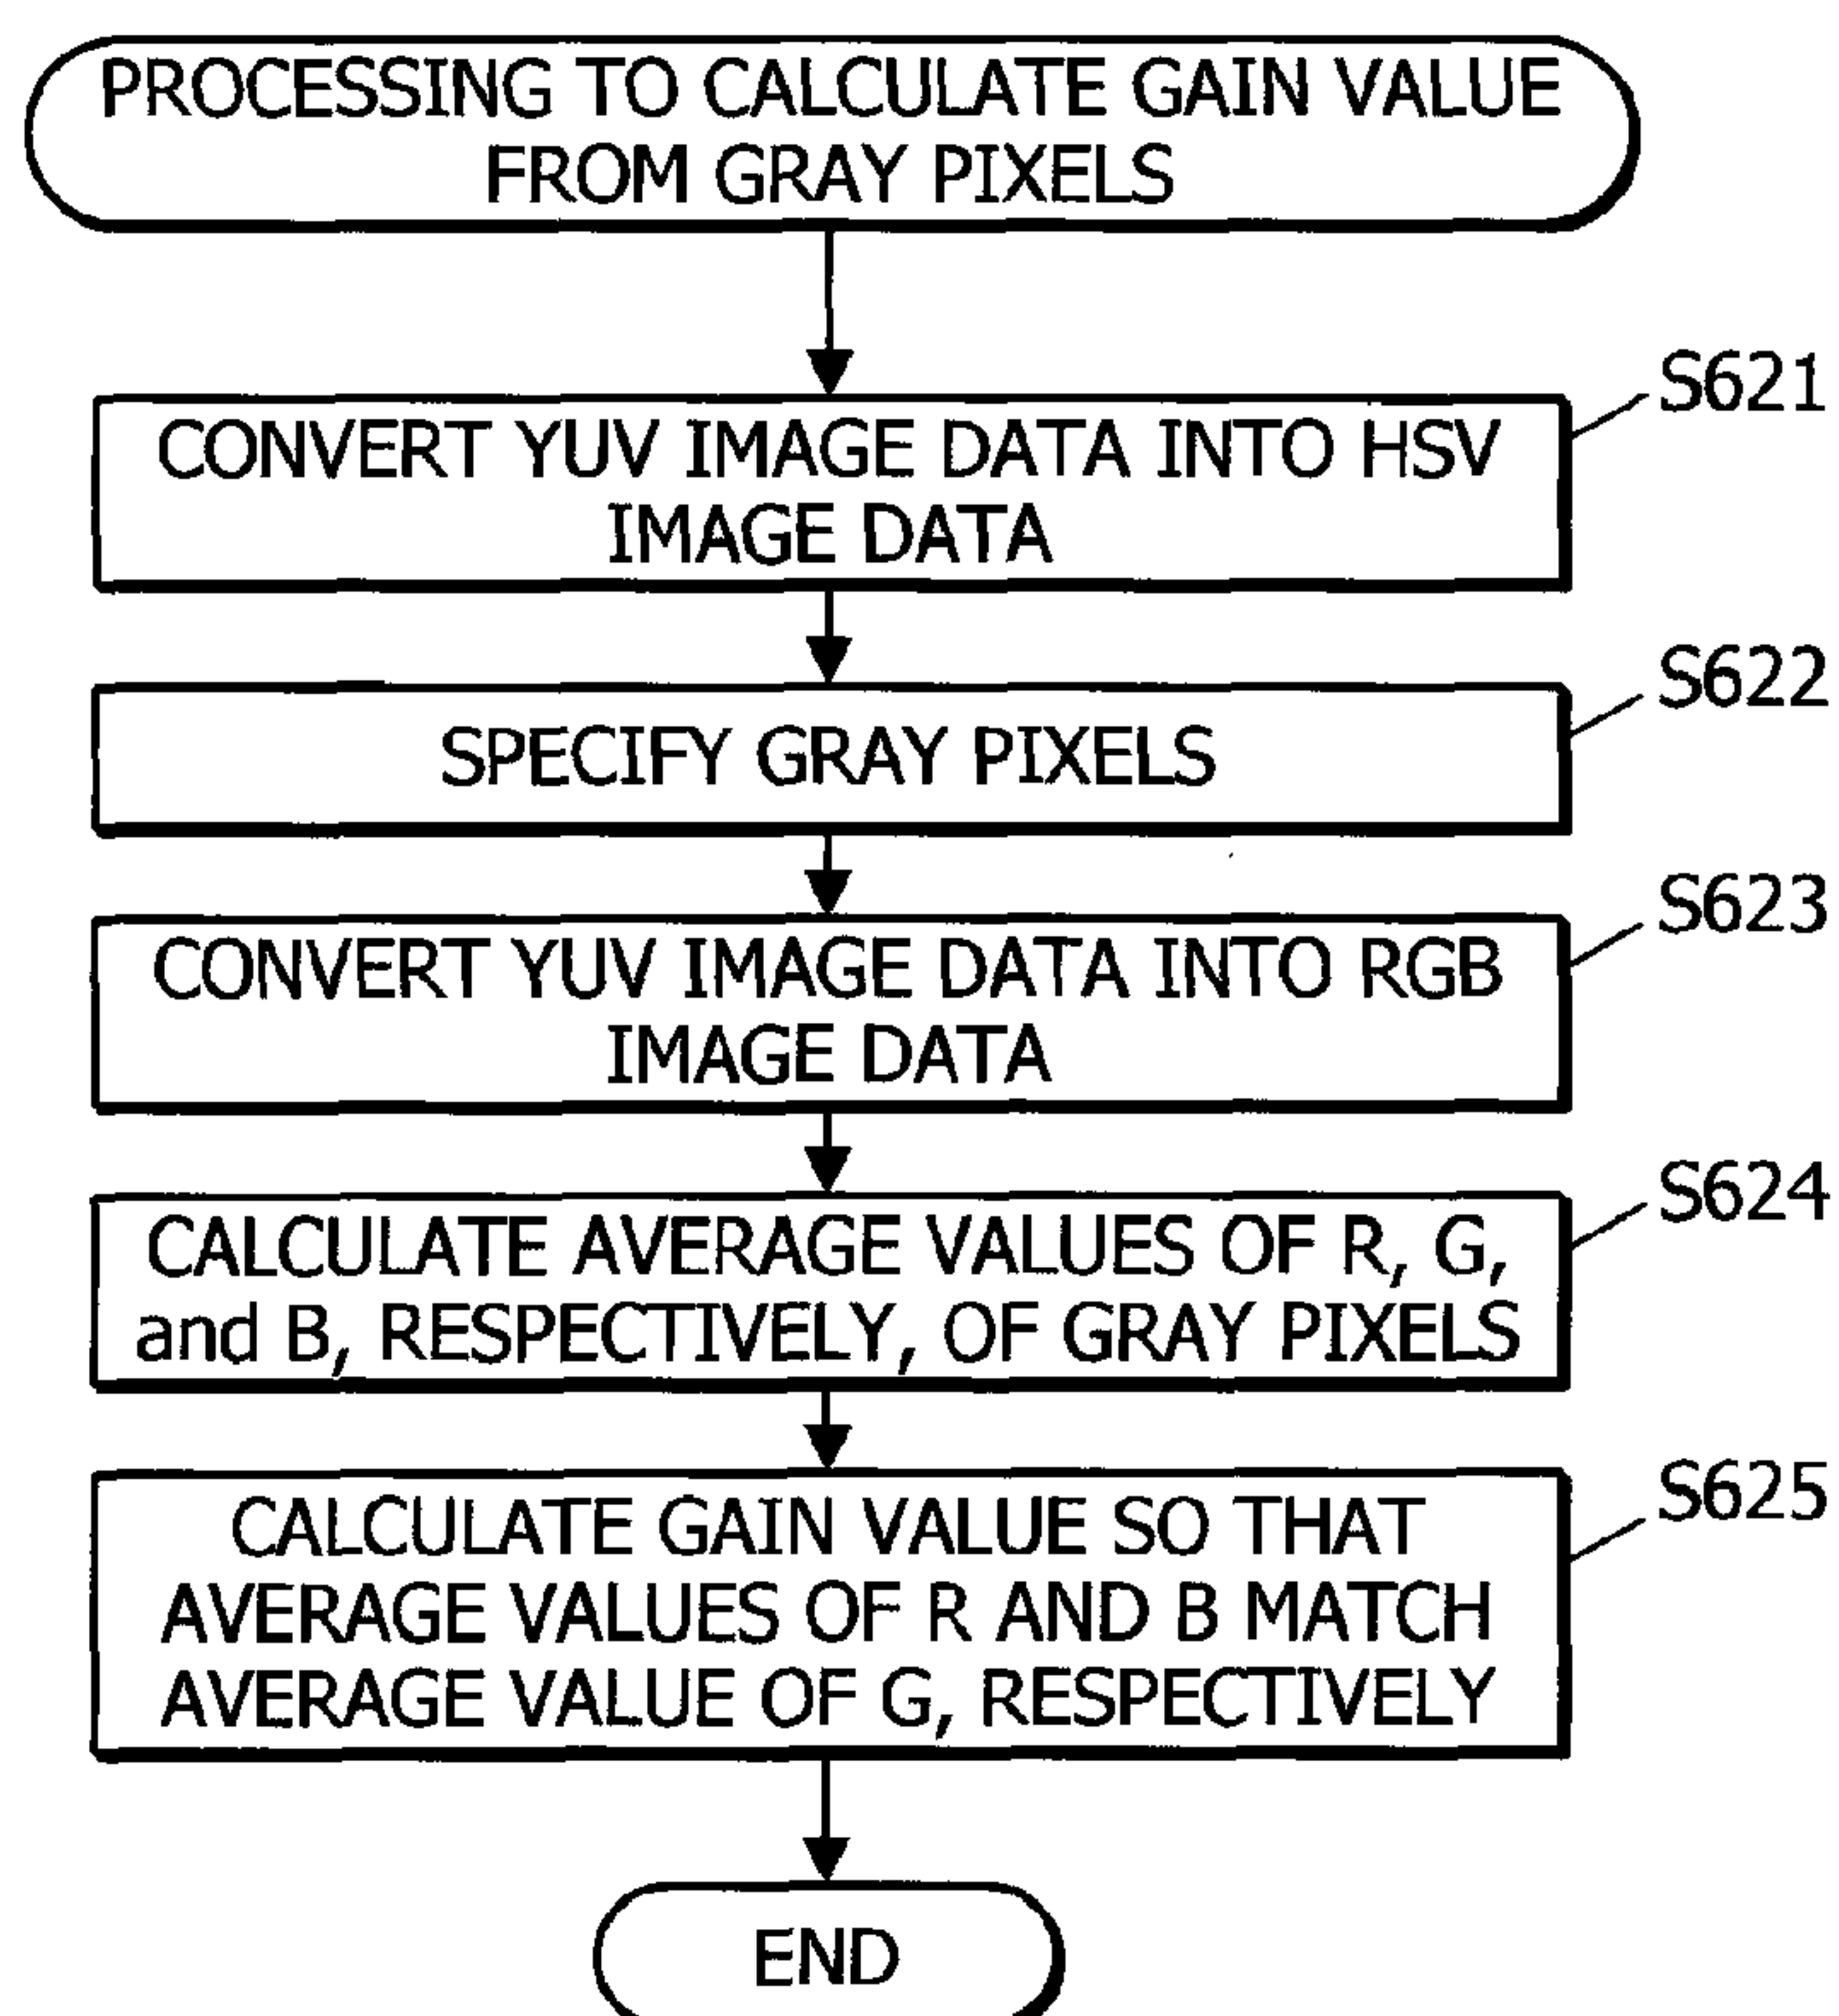 PROCESSING TO CALCULATE GAIN VALUE
FROM GRAY PIXELS
S621
CONVERT YUV IMAGE DATA INTO HSV
IMAGE DATA
S622
SPECIFY GRAY PIXELS
S623
CONVERT YUV IMAGE DATA INTO RGB
IMAGE DATA
S624
CALCULATE AVERAGE VALUES OF R, G,
and B, RESPECTIVELY, OF GRAY PIXELS
S625
CALCULATE GAIN VALUE SO THAT
AVERAGE VALUES OF R AND B MATCH
AVERAGE VALUE OF G, RESPECTIVELY
END